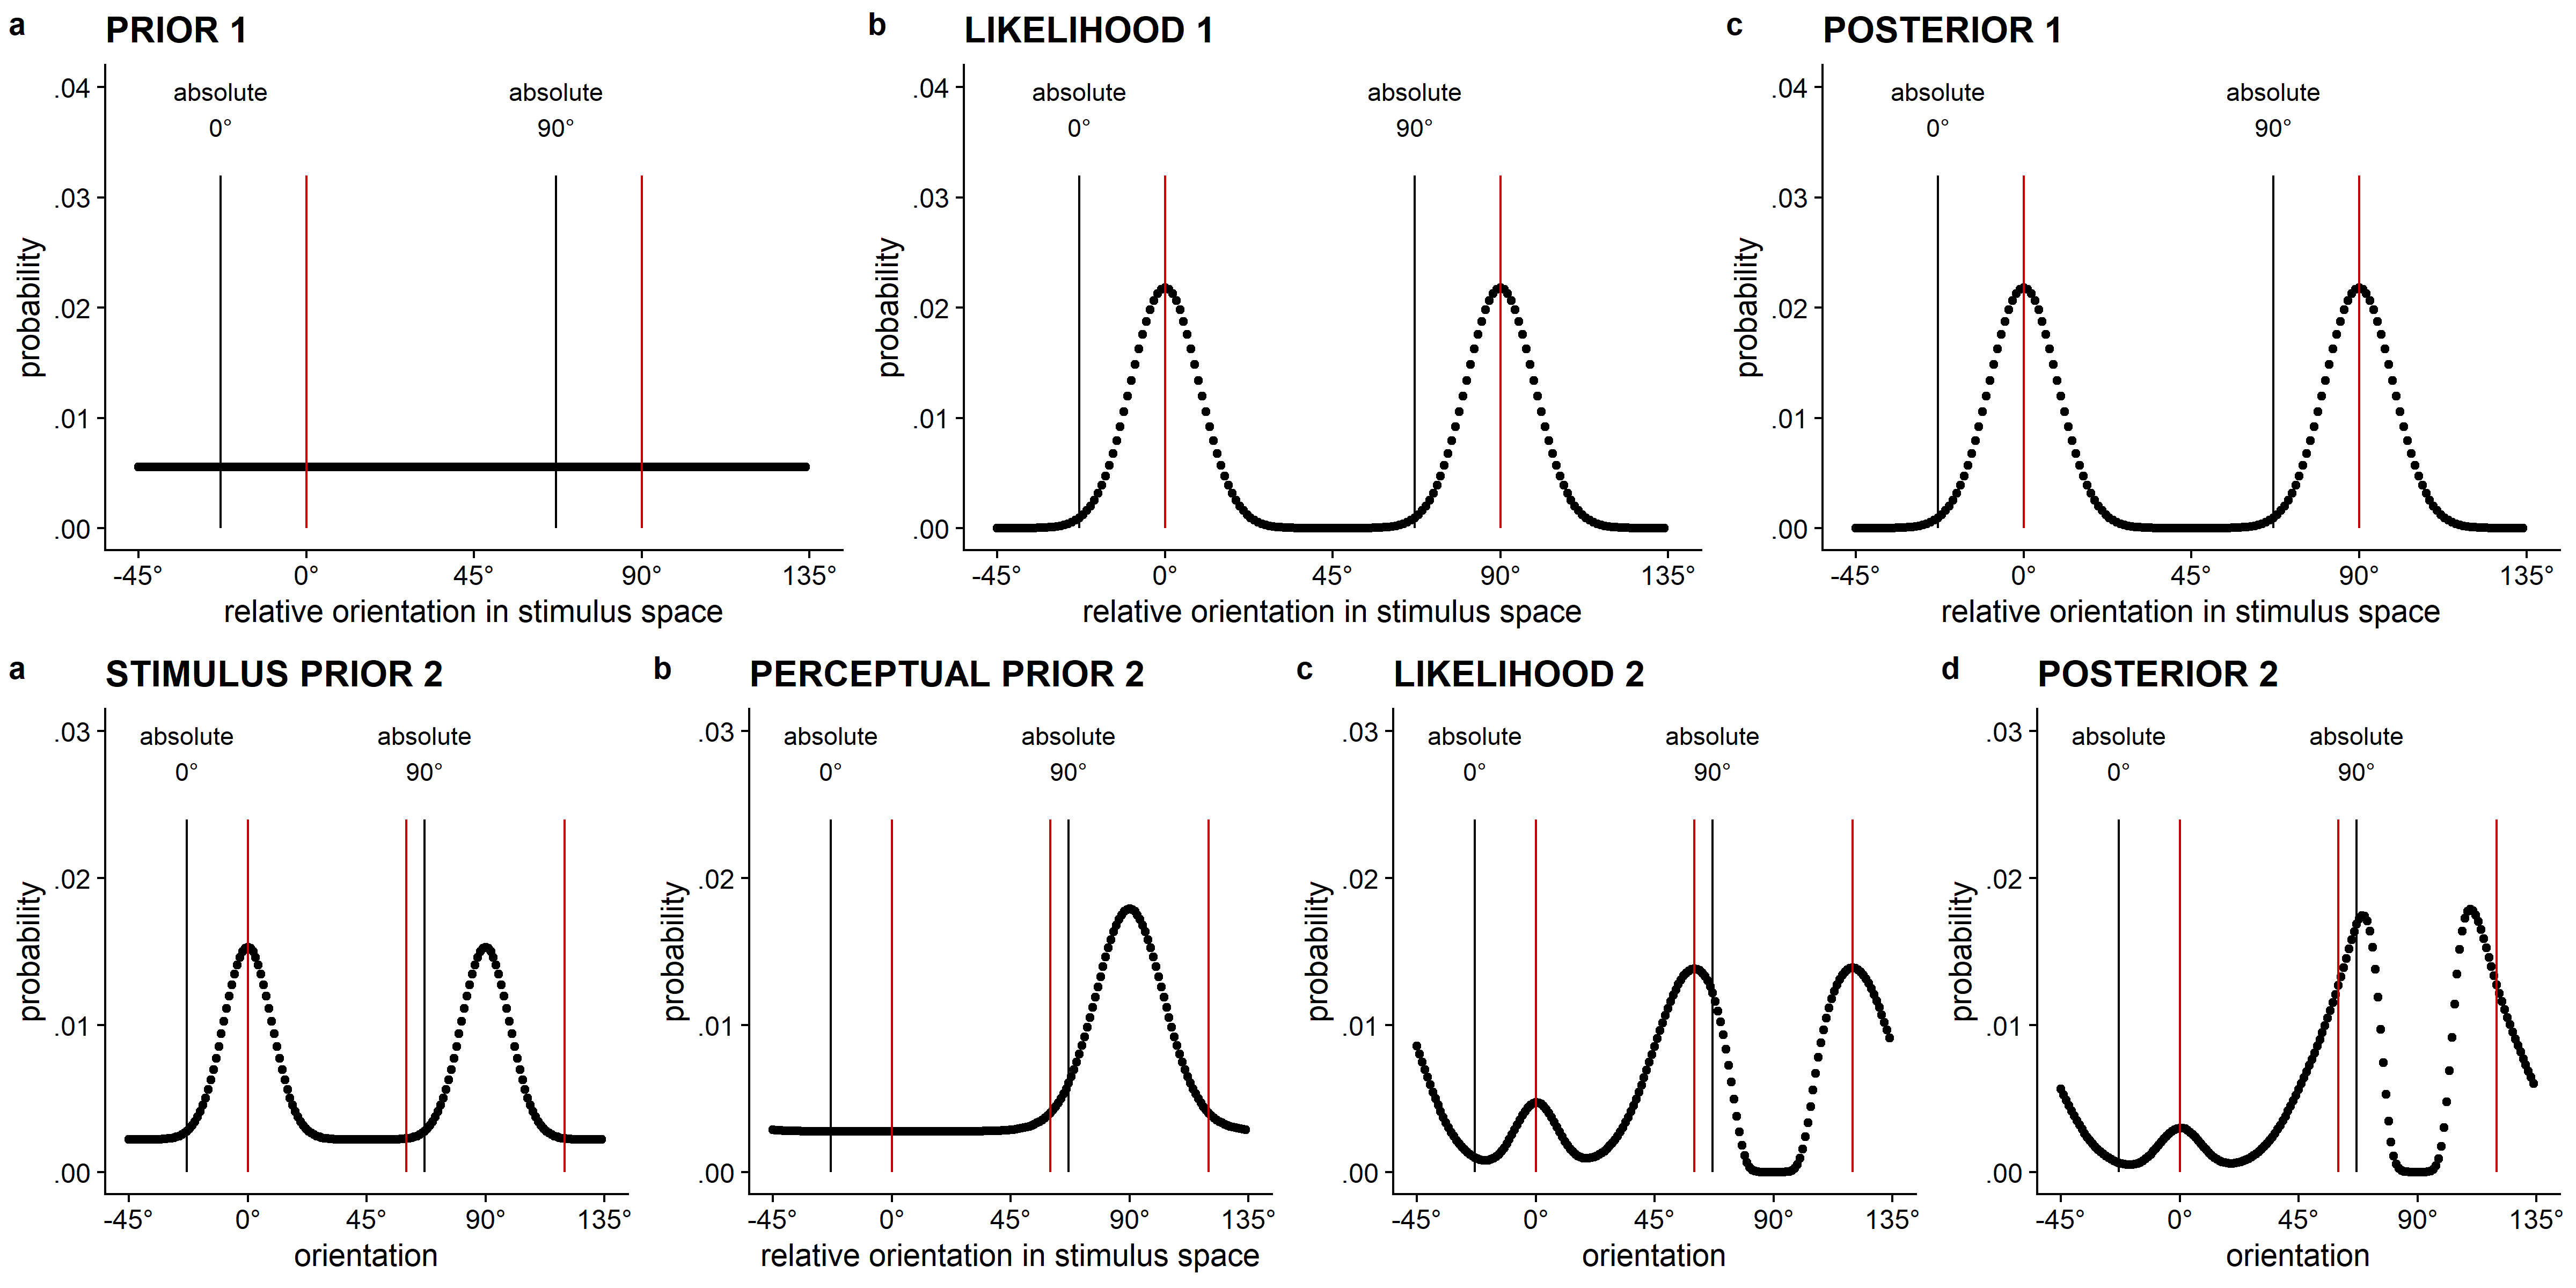 a PRIOR 1
.04
.03
.02
.01
.00
probability
absolute
0°
absolute
90°
-45° 0° 45° 90° 135°
relative orientation in stimulus space
b LIKELIHOOD 1
.04
.03
.02
.01
.00
probability
absolute
0°
absolute
90°
-45° 0° 45° 90° 135°
relative orientation in stimulus space
c POSTERIOR 1
.04
.03
.02
.01
.00
probability
absolute
0°
absolute
90°
-45° 0° 45° 90° 135°
relative orientation in stimulus space
a STIMULUS PRIOR 2
.03
.02
.01
.00
probability
absolute
0°
absolute
90°
-45° 0° 45° 90° 135°
orientation
b PERCEPTUAL PRIOR 2
.03
.02
.01
.00
probability
absolute
0°
absolute
90°
-45° 0° 45° 90° 135°
relative orientation in stimulus space
c LIKELIHOOD 2
.03
.02
.01
.00
probability
absolute
0°
absolute
90°
-45° 0° 45° 90° 135°
orientation
d POSTERIOR 2
.03
.02
.01
.00
probability
absolute
0°
absolute
90°
-45° 0° 45° 90° 135°
orientation